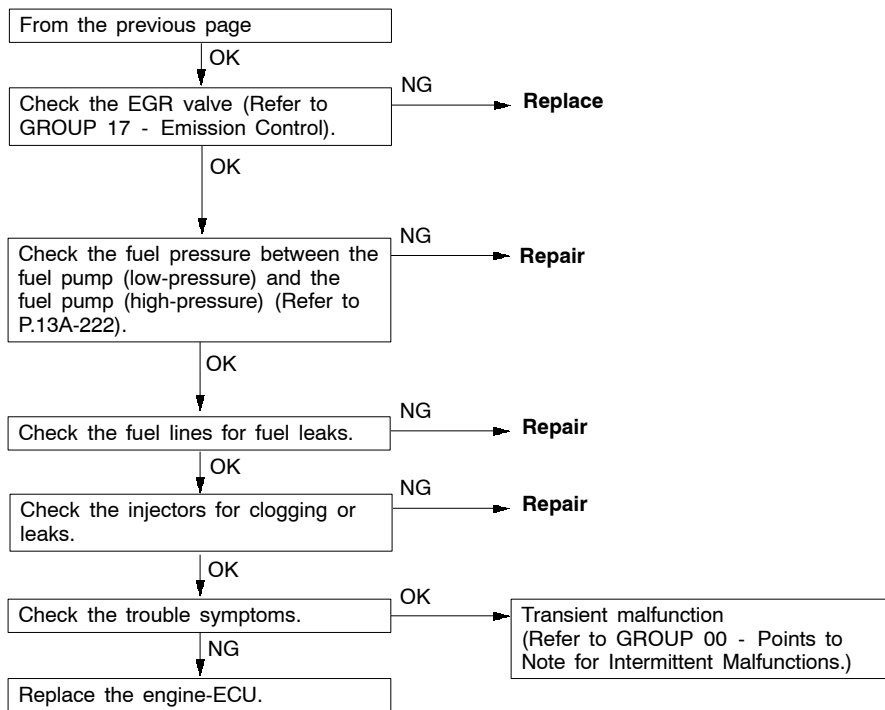 From the previous page
OK
Check the EGR valve (Refer to
GROUP 17 - Emission Control).
NG
Replace
OK
Check the fuel pressure between the
fuel pump (low-pressure) and the
fuel pump (high-pressure) (Refer to
P.13A-222).
NG
Repair
OK
Check the fuel lines for fuel leaks.
NG
Repair
OK
Check the injectors for clogging or
leaks.
NG
Repair
OK
Check the trouble symptoms.
OK
Transient malfunction
(Refer to GROUP 00 - Points to
Note for Intermittent Malfunctions.)
NG
Replace the engine-ECU.